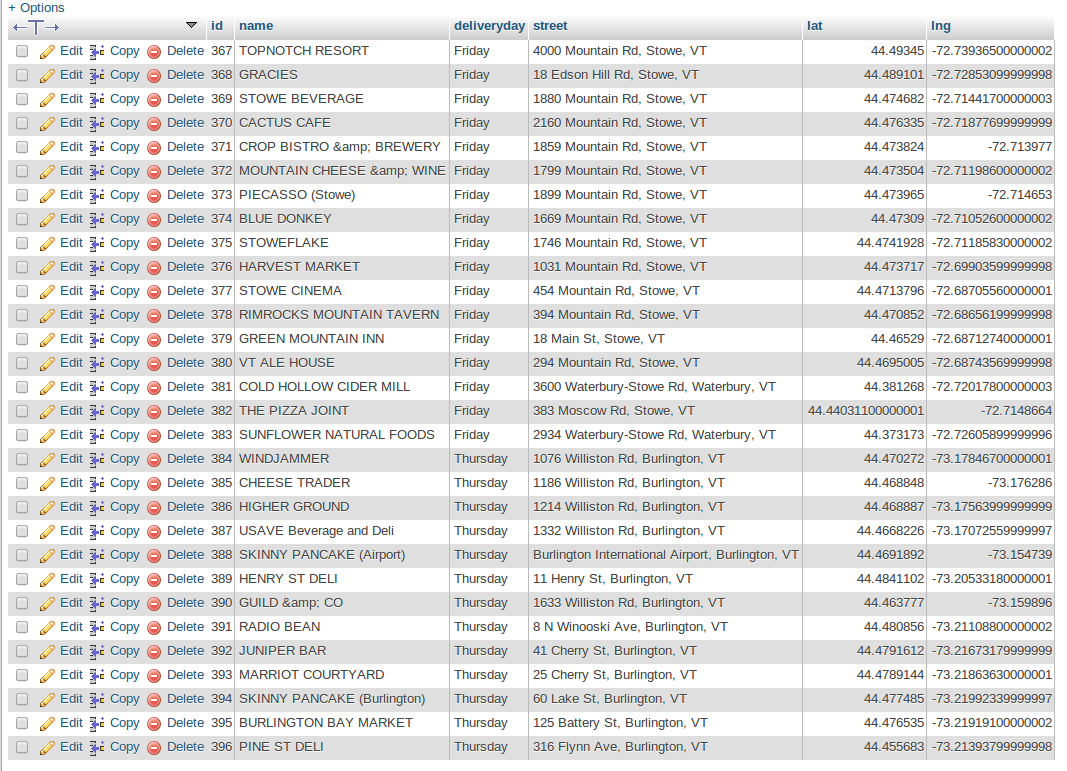 + Options
←T→ id name deliveryday street lat lng
Edit Copy Delete 367 TOPNOTCH RESORT Friday 4000 Mountain Rd, Stowe, VT 44.49345 -72.73936500000002
Edit Copy Delete 368 GRACIES Friday 18 Edson Hill Rd, Stowe, VT 44.489101 -72.72853099999998
Edit Copy Delete 369 STOWE BEVERAGE Friday 1880 Mountain Rd, Stowe, VT 44.474682 -72.71441700000003
Edit Copy Delete 370 CACTUS CAFE Friday 2160 Mountain Rd, Stowe, VT 44.476335 -72.71877699999999
Edit Copy Delete 371 CROP BISTRO &amp; BREWERY Friday 1859 Mountain Rd, Stowe, VT 44.473824 -72.713977
Edit Copy Delete 372 MOUNTAIN CHEESE &amp; WINE Friday 1799 Mountain Rd, Stowe, VT 44.473504 -72.71198600000002
Edit Copy Delete 373 PIECASSO (Stowe) Friday 1899 Mountain Rd, Stowe, VT 44.473965 -72.714653
Edit Copy Delete 374 BLUE DONKEY Friday 1669 Mountain Rd, Stowe, VT 44.47309 -72.71052600000002
Edit Copy Delete 375 STOWEFLAKE Friday 1746 Mountain Rd, Stowe, VT 44.4741928 -72.71185830000002
Edit Copy Delete 376 HARVEST MARKET Friday 1031 Mountain Rd, Stowe, VT 44.473717 -72.69903599999998
Edit Copy Delete 377 STOWE CINEMA Friday 454 Mountain Rd, Stowe, VT 44.4713796 -72.68705560000001
Edit Copy Delete 378 RIMROCKS MOUNTAIN TAVERN Friday 394 Mountain Rd, Stowe, VT 44.470852 -72.68656199999998
Edit Copy Delete 379 GREEN MOUNTAIN INN Friday 18 Main St, Stowe, VT 44.46529 -72.68712740000001
Edit Copy Delete 380 VT ALE HOUSE Friday 294 Mountain Rd, Stowe, VT 44.4695005 -72.68743569999998
Edit Copy Delete 381 COLD HOLLOW CIDER MILL Friday 3600 Waterbury-Stowe Rd, Waterbury, VT 44.381268 -72.72017800000003
Edit Copy Delete 382 THE PIZZA JOINT Friday 383 Moscow Rd, Stowe, VT 44.44031100000001 -72.7148664
Edit Copy Delete 383 SUNFLOWER NATURAL FOODS Friday 2934 Waterbury-Stowe Rd, Waterbury, VT 44.373173 -72.72605899999996
Edit Copy Delete 384 WINDJAMMER Thursday 1076 Williston Rd, Burlington, VT 44.470272 -73.17846700000001
Edit Copy Delete 385 CHEESE TRADER Thursday 1186 Williston Rd, Burlington, VT 44.468848 -73.176286
Edit Copy Delete 386 HIGHER GROUND Thursday 1214 Williston Rd, Burlington, VT 44.468887 -73.17563999999999
Edit Copy Delete 387 USAVE Beverage and Deli Thursday 1332 Williston Rd, Burlington, VT 44.4668226 -73.17072559999997
Edit Copy Delete 388 SKINNY PANCAKE (Airport) Thursday Burlington International Airport, Burlington, VT 44.4691892 -73.154739
Edit Copy Delete 389 HENRY ST DELI Thursday 11 Henry St, Burlington, VT 44.4841102 -73.20533180000001
Edit Copy Delete 390 GUILD &amp; CO Thursday 1633 Williston Rd, Burlington, VT 44.463777 -73.159896
Edit Copy Delete 391 RADIO BEAN Thursday 8 N Winooski Ave, Burlington, VT 44.480856 -73.21108800000002
Edit Copy Delete 392 JUNIPER BAR Thursday 41 Cherry St, Burlington, VT 44.4791612 -73.21673179999999
Edit Copy Delete 393 MARRIOT COURTYARD Thursday 25 Cherry St, Burlington, VT 44.4789144 -73.21863630000001
Edit Copy Delete 394 SKINNY PANCAKE (Burlington) Thursday 60 Lake St, Burlington, VT 44.477485 -73.21992339999997
Edit Copy Delete 395 BURLINGTON BAY MARKET Thursday 125 Battery St, Burlington, VT 44.476535 -73.21919100000002
Edit Copy Delete 396 PINE ST DELI Thursday 316 Flynn Ave, Burlington, VT 44.455683 -73.21393799999998